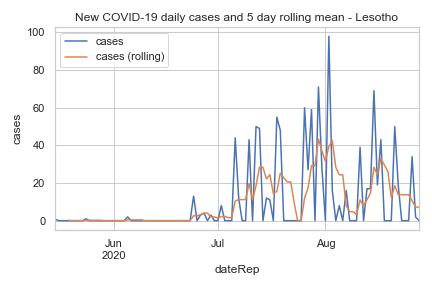 New COVID-19 daily cases and 5 day rolling mean - Lesotho
cases
cases (rolling)
100
80
60
40
20
0
cases
Jun
2020
Jul
Aug
dateRep